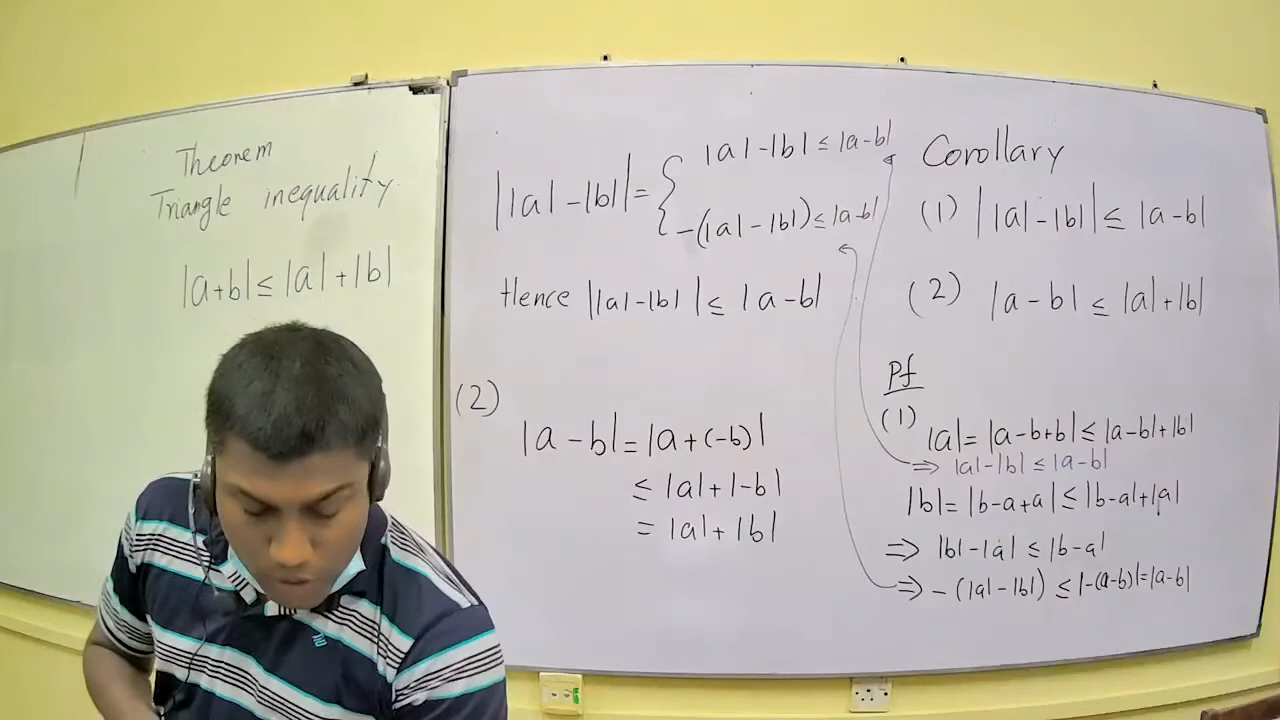 Theorem
Triangle inequality.
|a+b| ≤ |a| + |b|
Corollary
(1) ||a| - |b|| ≤ |a-b|
(2) |a-b| ≤ |a| + |b|
Pf
(1)
|a| = |a-b+b| ≤ |a-b| + |b|
⇒ |a| - |b| ≤ |a-b|
|b| = |b-a+a| ≤ |b-a| + |a|
⇒ |b| - |a| ≤ |b-a|
⇒ -(|a| - |b|) ≤ |-(a-b)| = |a-b|
||a| - |b|| = {
|a| - |b| ≤ |a-b|
-(|a| - |b|) ≤ |a-b|
Hence ||a| - |b|| ≤ |a-b|
(2)
|a-b| = |a+(-b)|
≤ |a| + |-b|
= |a| + |b|